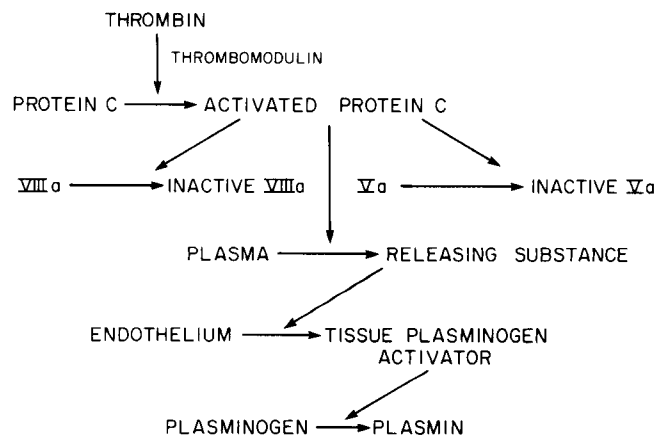 THROMBIN
THROMBOMODULIN
PROTEIN C ACTIVATED PROTEIN C
VIIIa INACTIVE VIIIa Va INACTIVE Va
PLASMA RELEASING SUBSTANCE
ENDOTHELIUM TISSUE PLASMINOGEN
ACTIVATOR
PLASMINOGEN PLASMIN